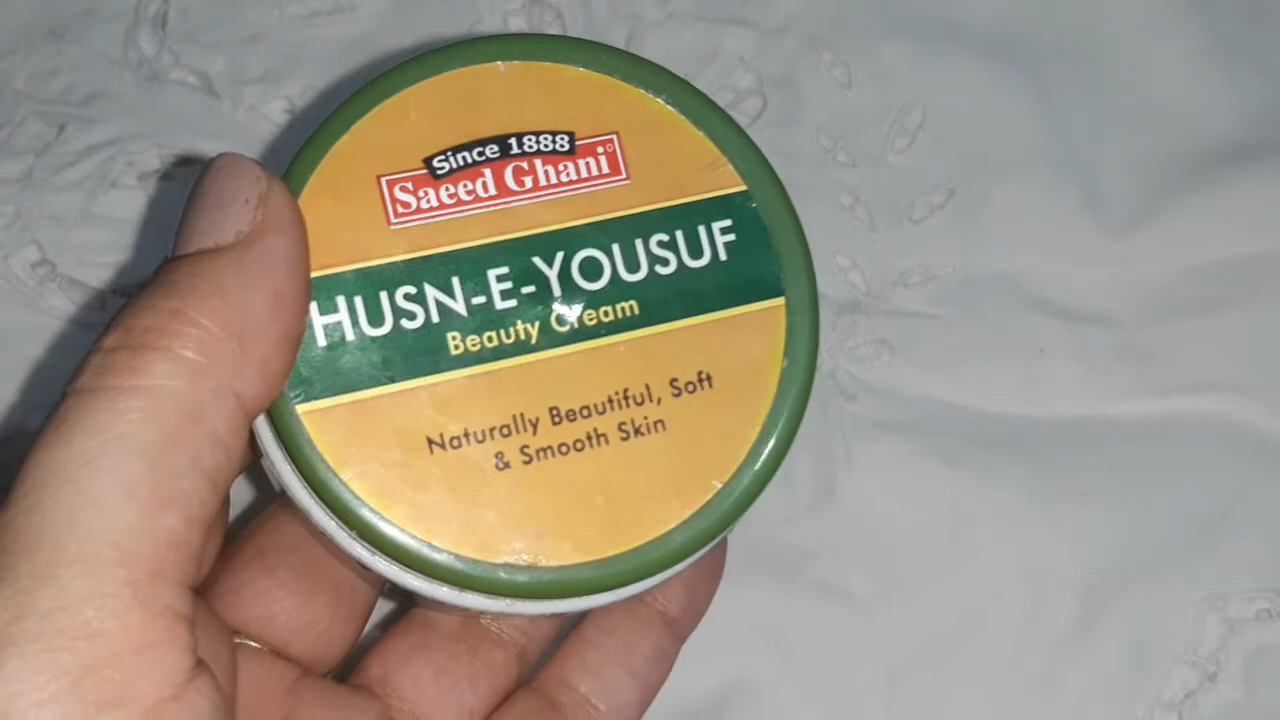 Since 1888
Saeed Ghani©
HUSN-E-YOUSUF
Beauty Cream
Naturally Beautiful, Soft
& Smooth Skin